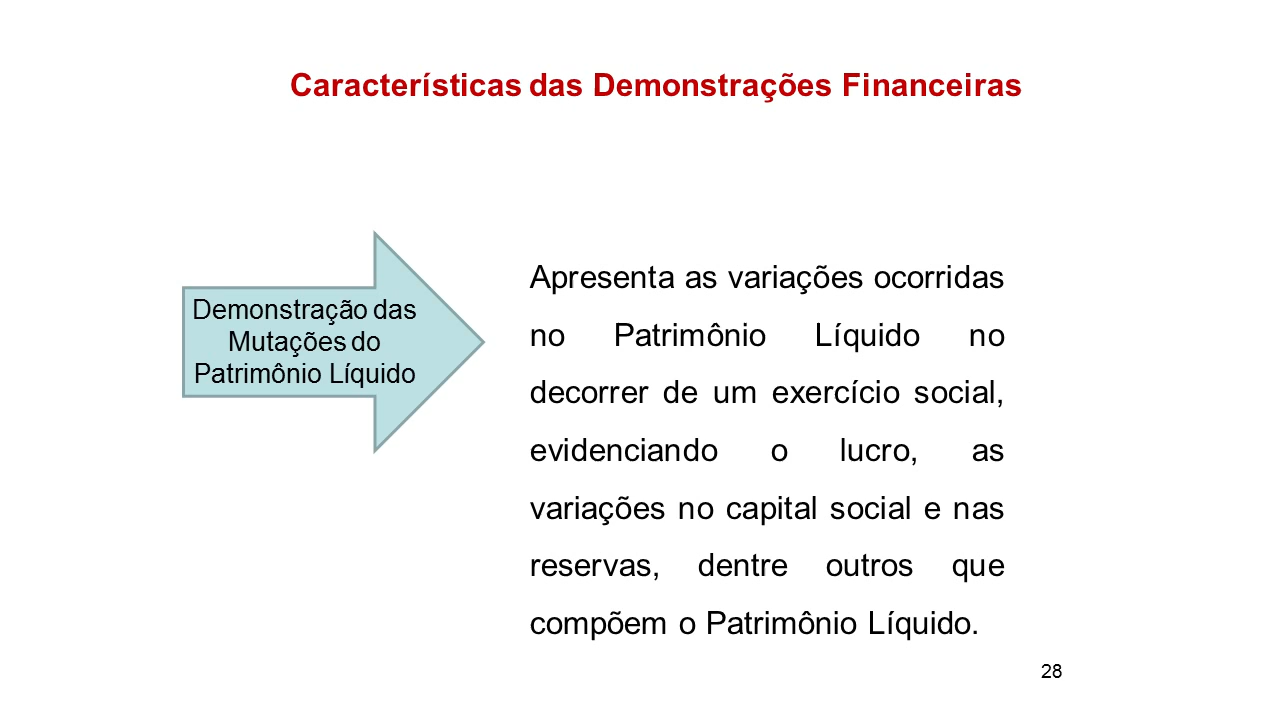 Características das Demonstrações Financeiras
Demonstração das
Mutações do
Patrimônio Líquido
Apresenta as variações ocorridas
no Patrimônio Líquido no
decorrer de um exercício social,
evidenciando o lucro, as
variações no capital social e nas
reservas, dentre outros que
compõem o Patrimônio Líquido.
28